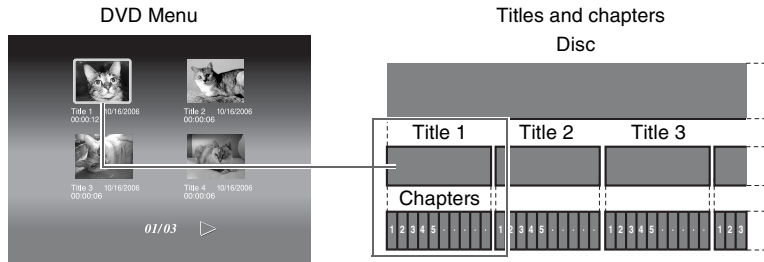 DVD Menu
Title 1 10/16/2006
00:00:12
Title 2 10/16/2006
00:00:06
Title 3 10/16/2006
00:00:06
Title 4 10/16/2006
00:00:06
01/03
Titles and chapters
Disc
Title 1 Title 2 Title 3
Chapters
1 2 3 4 5 · · · · · 1 2 3 4 5 · · · · · 1 2 3 4 5 · · · · · 1 2 3